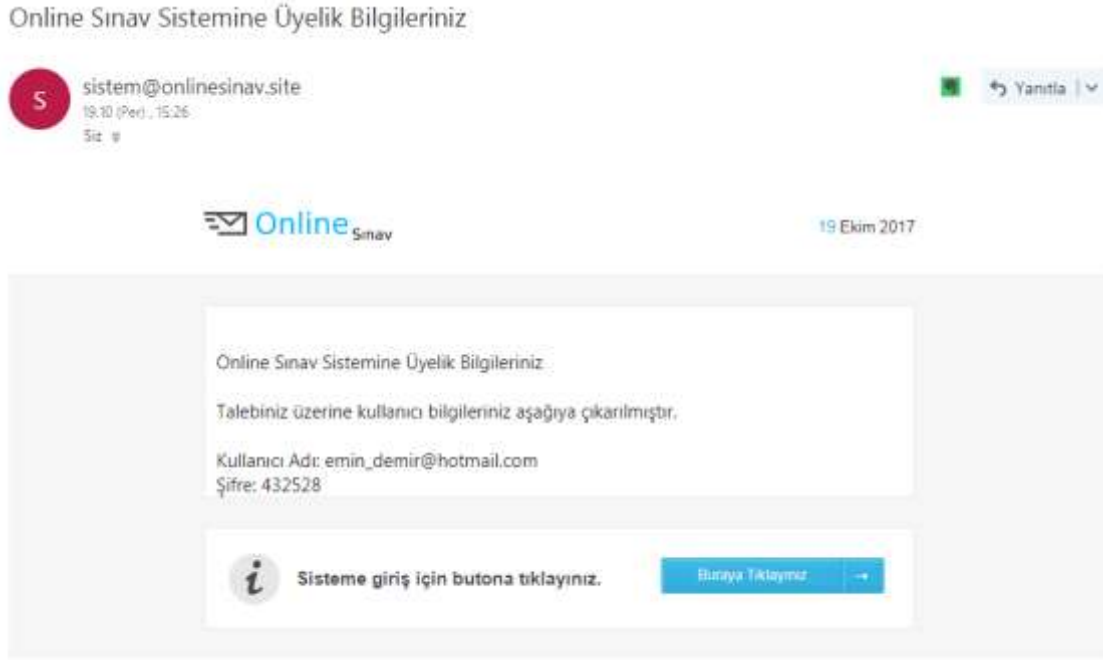 Online Sınav Sistemine Üyelik Bilgileriniz
S
sistem@onlinesinav.site
19.10 (Per) , 15:26
Siz
Yanıtla
Online Sınav
19 Ekim 2017
Online Sınav Sistemine Üyelik Bilgileriniz
Talebiniz üzerine kullanıcı bilgileriniz aşağıya çıkarılmıştır.
Kullanıcı Adı: emin_demir@hotmail.com
Şifre: 432528
i
Sisteme giriş için butona tıklayınız.
Buraya Tıklayınız